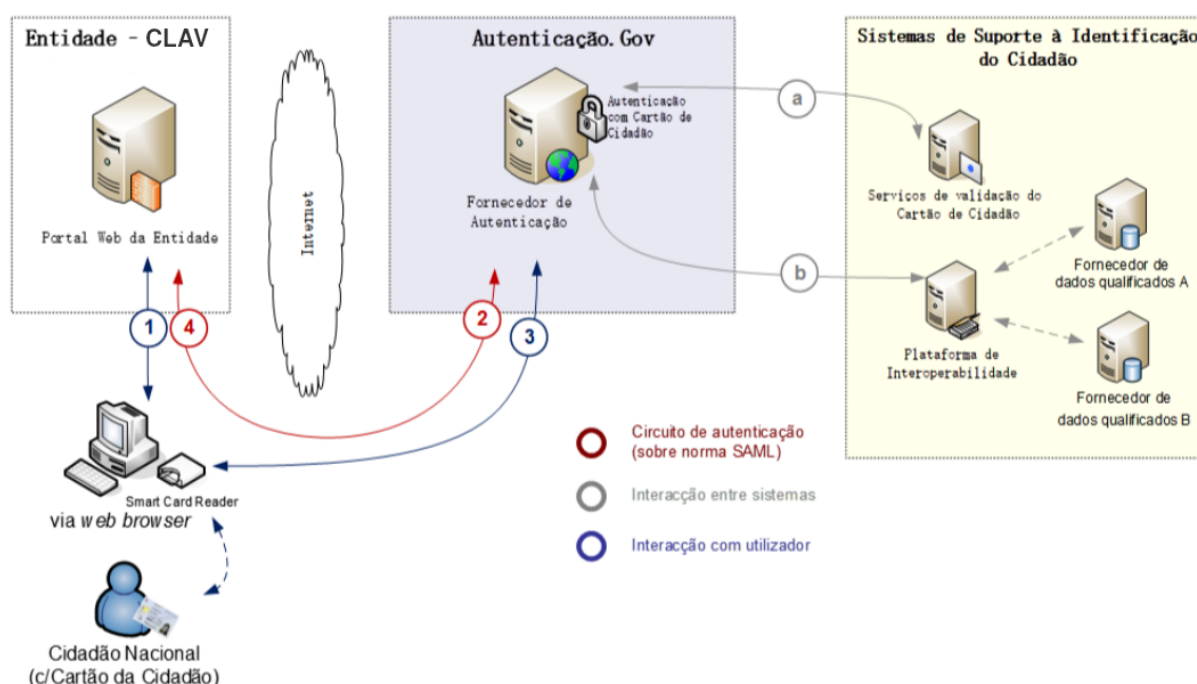 Entidade - CLAV
Portal Web da Entidade
Internet
Autenticação.Gov
Autenticação
com Cartão de
Cidadão
Fornecedor de
Autenticação
Sistemas de Suporte à Identificação
do Cidadão
Serviços de validação do
Cartão de Cidadão
Fornecedor de
dados qualificados A
Plataforma de
Interoperabilidade
Fornecedor de
dados qualificados B
a
b
1
4
2
3
Smart Card Reader
via web browser
Cidadão Nacional
(c/Cartão da Cidadão)
Circuito de autenticação
(sobre norma SAML)
Interacção entre sistemas
Interacção com utilizador